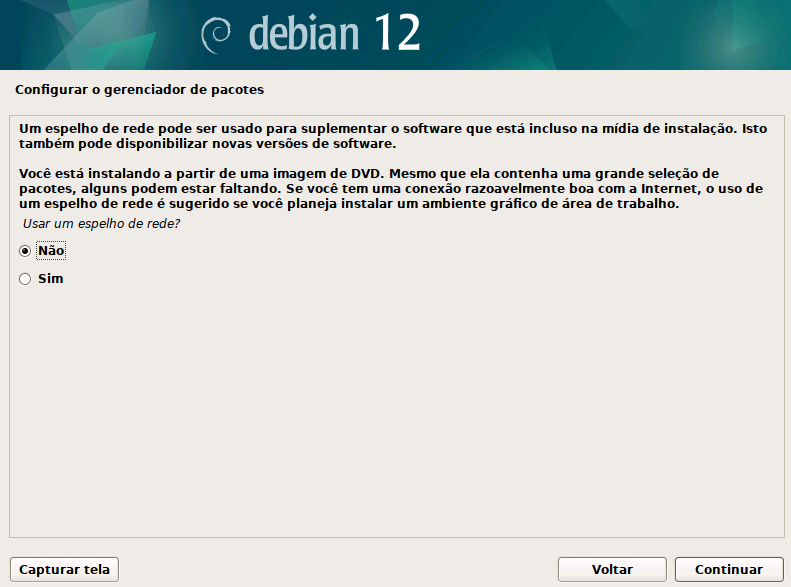 debian 12
Configurar o gerenciador de pacotes
Um espelho de rede pode ser usado para suplementar o software que está incluso na mídia de instalação. Isto
também pode disponibilizar novas versões de software.
Você está instalando a partir de uma imagem de DVD. Mesmo que ela contenha uma grande seleção de
pacotes, alguns podem estar faltando. Se você tem uma conexão razoavelmente boa com a Internet, o uso de
um espelho de rede é sugerido se você planeja instalar um ambiente gráfico de área de trabalho.
Usar um espelho de rede?
Não
Sim
Capturar tela
Voltar
Continuar